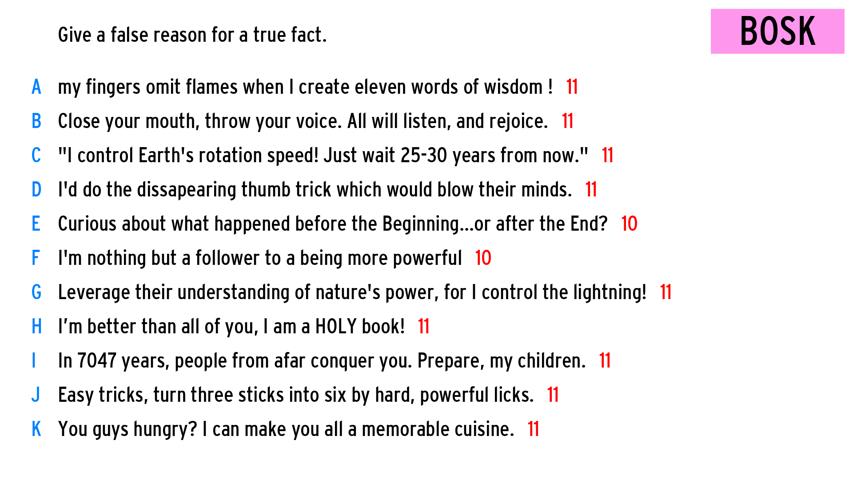 Give a false reason for a true fact.
BOSK
A my fingers omit flames when I create eleven words of wisdom ! 11
B Close your mouth, throw your voice. All will listen, and rejoice. 11
C "I control Earth's rotation speed! Just wait 25-30 years from now." 11
D I'd do the dissapearing thumb trick which would blow their minds. 11
E Curious about what happened before the Beginning...or after the End? 10
F I'm nothing but a follower to a being more powerful 10
G Leverage their understanding of nature's power, for I control the lightning! 11
H I’m better than all of you, I am a HOLY book! 11
I In 7047 years, people from afar conquer you. Prepare, my children. 11
J Easy tricks, turn three sticks into six by hard, powerful licks. 11
K You guys hungry? I can make you all a memorable cuisine. 11